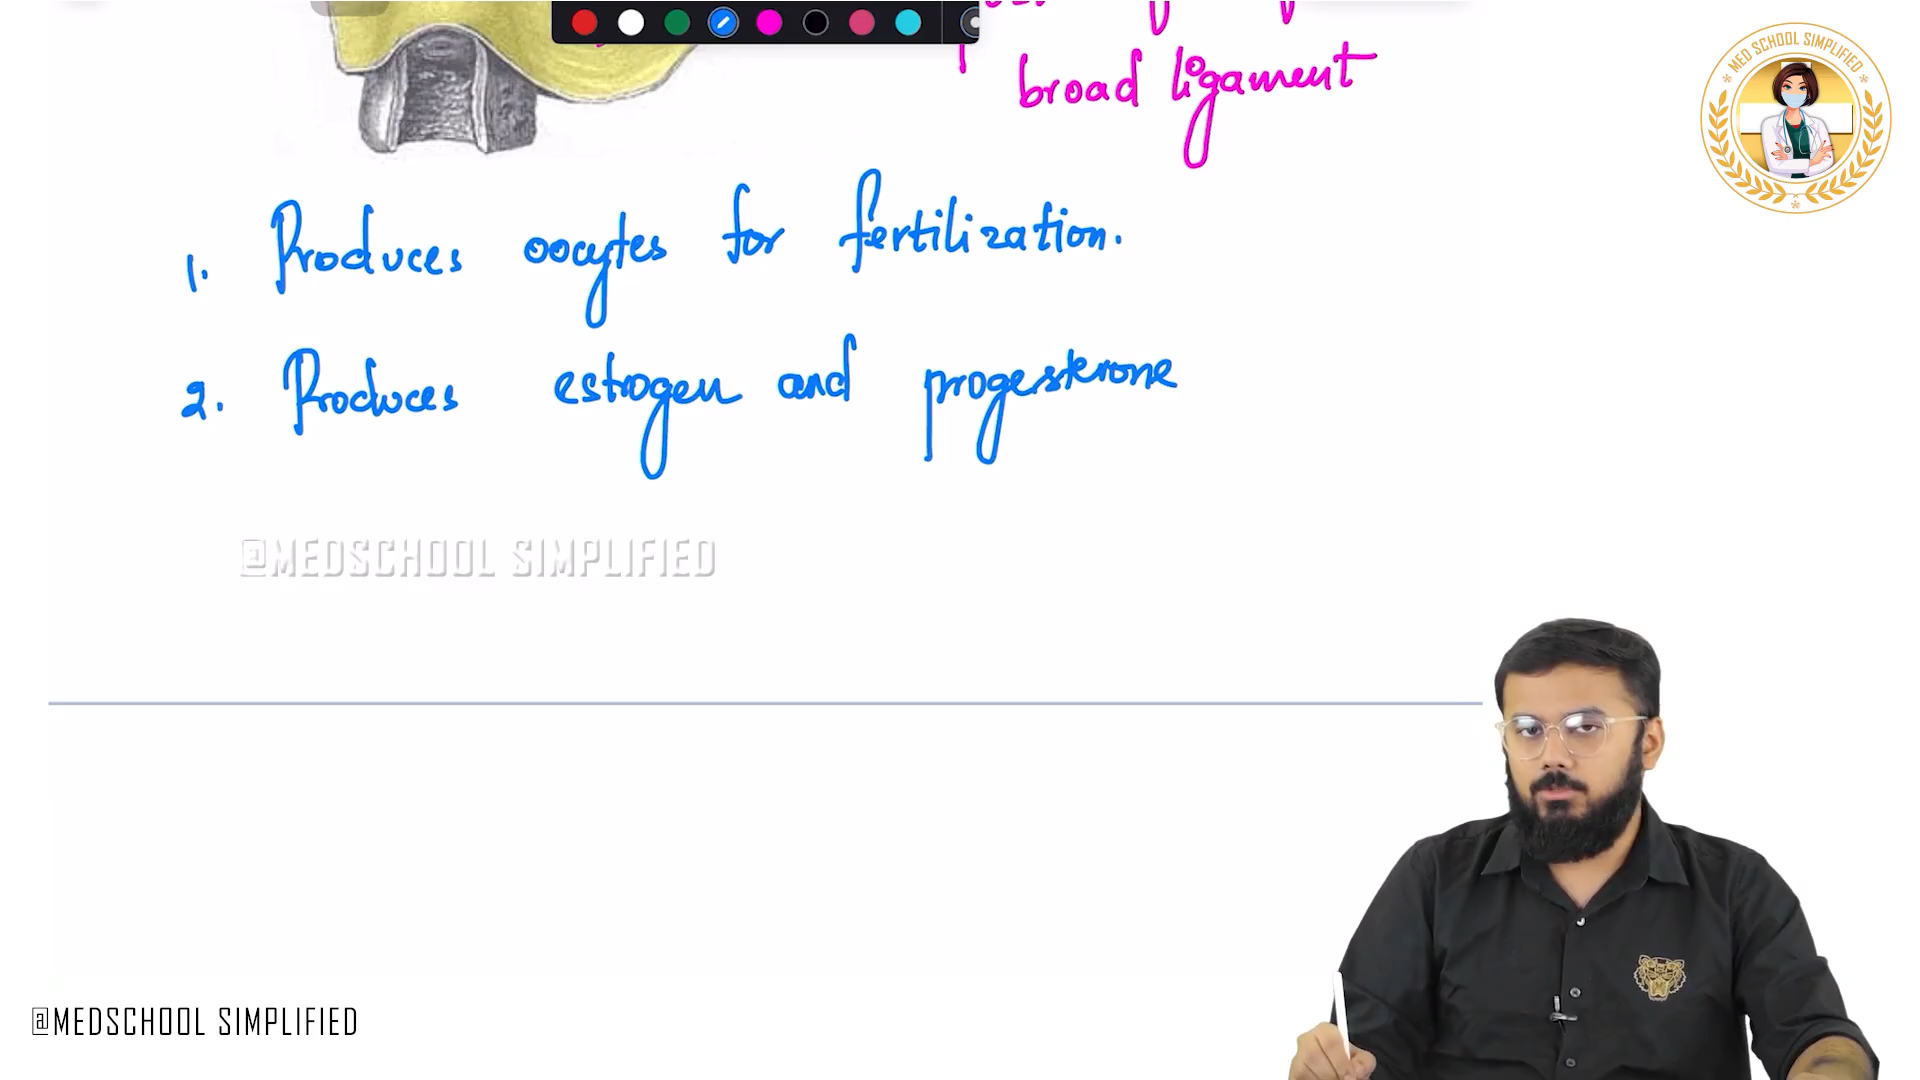 broad ligament
MED SCHOOL SIMPLIFIED
1. Produces oocytes for fertilization.
2. Produces estrogen and progesterone
@MEDSCHOOL SIMPLIFIED
@MEDSCHOOL SIMPLIFIED